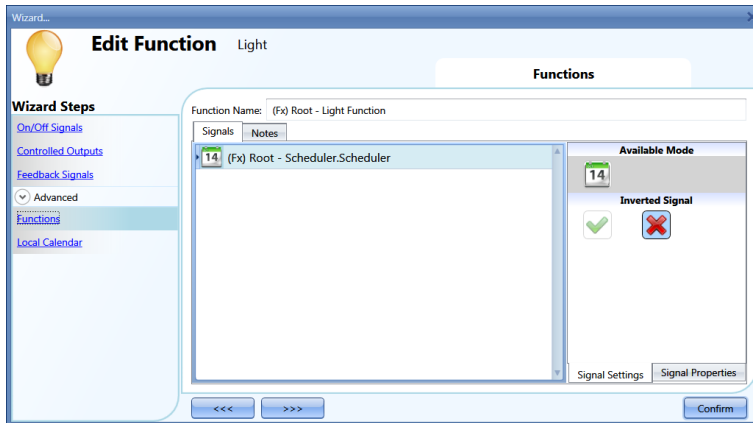 Wizard...
Edit Function Light
Functions
Wizard Steps
On/Off Signals
Controlled Outputs
Feedback Signals
Advanced
Functions
Local Calendar
Function Name: (Fx) Root - Light Function
Signals Notes
14 (Fx) Root - Scheduler.Scheduler
Available Mode
14
Inverted Signal
Signal Settings Signal Properties
<<< >>> Confirm